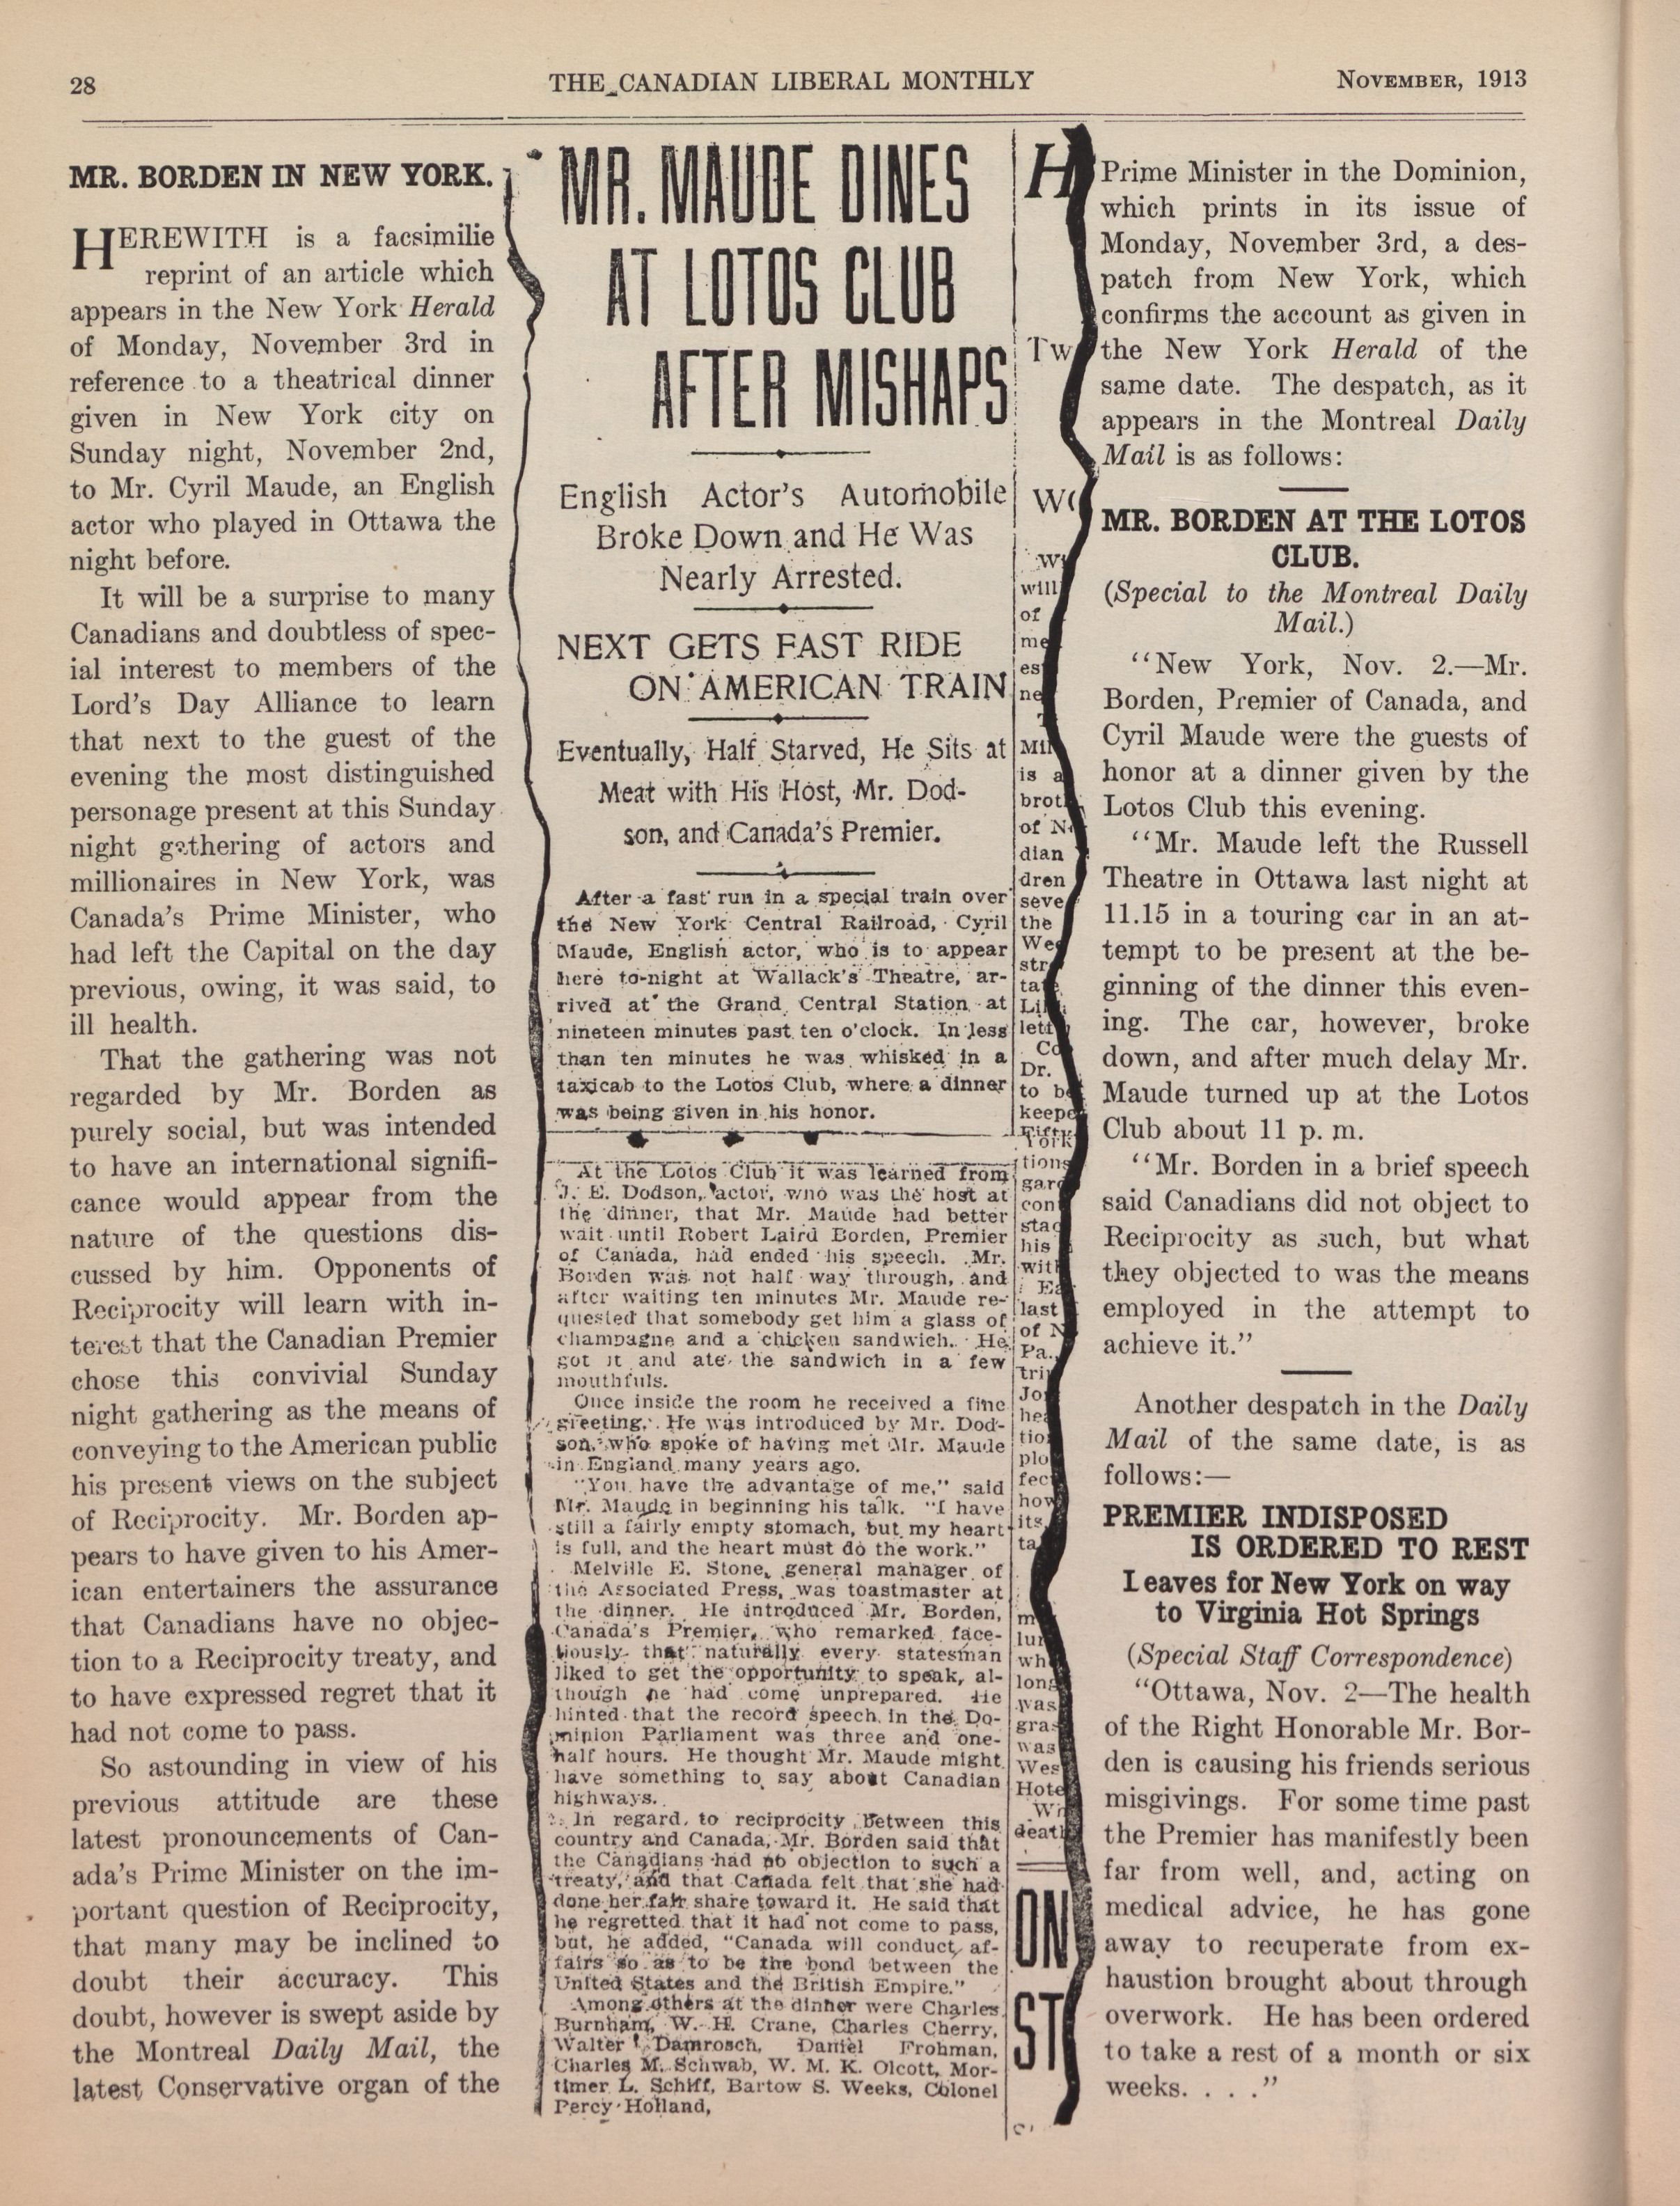 28
THE CANADIAN LIBERAL MONTHLY
NOVEMBER, 1913
MR. BORDEN IN NEW YORK.
HEREWITH is a facsimilie
reprint of an article which
appears in the New York Herald
of Monday, November 3rd in
reference to a theatrical dinner
given in New York city on
Sunday night, November 2nd,
to Mr. Cyril Maude, an English
actor who played in Ottawa the
night before.
It will be a surprise to many
Canadians and doubtless of spec-
ial interest to members of the
Lord's Day Alliance to learn
that next to the guest of the
evening the most distinguished
personage present at this Sunday
night gathering of actors and
millionaires in New York, was
Canada's Prime Minister, who
had left the Capital on the day
previous, owing, it was said, to
ill health.
That the gathering was not
regarded by Mr. Borden as
purely social, but was intended
to have an international signifi-
cance would appear from the
nature of the questions dis-
cussed by him. Opponents of
Reciprocity will learn with in-
terest that the Canadian Premier
chose this convivial Sunday
night gathering as the means of
conveying to the American public
his present views on the subject
of Reciprocity. Mr. Borden ap-
pears to have given to his Amer-
ican entertainers the assurance
that Canadians have no objec-
tion to a Reciprocity treaty, and
to have expressed regret that it
had not come to pass.
So astounding in view of his
previous attitude are these
latest pronouncements of Can-
ada's Prime Minister on the im-
portant question of Reciprocity,
that many may be inclined to
doubt their accuracy. This
doubt, however is swept aside by
the Montreal Daily Mail, the
latest Conservative organ of the
MR. MAUDE DINES
AT LOTOS CLUB
AFTER MISHAPS
English Actor's Automobile
Broke Down and He Was
Nearly Arrested.
NEXT GETS FAST RIDE
ON AMERICAN TRAIN
Eventually, Half Starved, He Sits at
Meat with His Host, Mr. Dod-
son, and Canada's Premier.
After a fast run in a special train over
the New York Central Railroad, Cyril
Maude, English actor, who is to appear
here to-night at Wallack's Theatre, ar-
rived at the Grand Central Station at
nineteen minutes past ten o'clock. In less
than ten minutes he was whisked in a
taxicab to the Lotos Club, where a dinner
was being given in his honor.
At the Lotos Club it was learned from
J. E. Dodson, actor, who was the host at
the dinner, that Mr. Maude had better
wait until Robert Laird Borden, Premier
of Canada, had ended his speech. Mr.
Borden was not half way through, and
after waiting ten minutes Mr. Maude re-
quested that somebody get him a glass of
champagne and a chicken sandwich. He
got it and ate the sandwich in a few
mouthfuls.
Once inside the room he received a fine
greeting. He was introduced by Mr. Dod-
son, who spoke of having met Mr. Maude
in England many years ago.
"You have the advantage of me," said
Mr. Maude in beginning his talk. "I have
still a fairly empty stomach, but my heart
is full, and the heart must do the work."
Melville E. Stone, general manager of
the Associated Press, was toastmaster at
the dinner. He introduced Mr. Borden,
Canada's Premier, who remarked face-
tiously that naturally every statesman
liked to get the opportunity to speak, al-
though he had come unprepared. He
hinted that the record speech in the Do-
minion Parliament was three and one-
half hours. He thought Mr. Maude might
have something to say about Canadian
highways.
In regard to reciprocity between this
country and Canada, Mr. Borden said that
the Canadians had no objection to such a
treaty, and that Canada felt that she had
done her fair share toward it. He said that
he regretted that it had not come to pass,
but, he added, "Canada will conduct af-
fairs so as to be the bond between the
United States and the British Empire."
Among others at the dinner were Charles
Burnham, W. H. Crane, Charles Cherry,
Walter Damrosch, Daniel Frohman,
Charles M. Schwab, W. M. K. Olcott, Mor-
timer L. Schiff, Bartow S. Weeks, Colonel
Percy Holland,
H
Tw
will
of
me
es
ne
is a
brot
of N
dian
dren
seve
the
str
ta
lett
Co
Dr.
to b
keepe
York
tions
gard
con
his
with
last
of N
Pa.
tri
Jo
plo
how
its
ta
lur
wh
long
was
gra
was
Wes
Hote
death
ON
ST
Prime Minister in the Dominion,
which prints in its issue of
Monday, November 3rd, a des-
patch from New York, which
confirms the account as given in
the New York Herald of the
same date. The despatch, as it
appears in the Montreal Daily
Mail is as follows:
MR. BORDEN AT THE LOTOS
CLUB.
(Special to the Montreal Daily
Mail.)
"New York, Nov. 2.—Mr.
Borden, Premier of Canada, and
Cyril Maude were the guests of
honor at a dinner given by the
Lotos Club this evening.
"Mr. Maude left the Russell
Theatre in Ottawa last night at
11.15 in a touring car in an at-
tempt to be present at the be-
ginning of the dinner this even-
ing. The car, however, broke
down, and after much delay Mr.
Maude turned up at the Lotos
Club about 11 p. m.
"Mr. Borden in a brief speech
said Canadians did not object to
Reciprocity as such, but what
they objected to was the means
employed in the attempt to
achieve it."
Another despatch in the Daily
Mail of the same date, is as
follows:—
PREMIER INDISPOSED
IS ORDERED TO REST
Leaves for New York on way
to Virginia Hot Springs
(Special Staff Correspondence)
"Ottawa, Nov. 2—The health
of the Right Honorable Mr. Bor-
den is causing his friends serious
misgivings. For some time past
the Premier has manifestly been
far from well, and, acting on
medical advice, he has gone
away to recuperate from ex-
haustion brought about through
overwork. He has been ordered
to take a rest of a month or six
weeks. . . ."